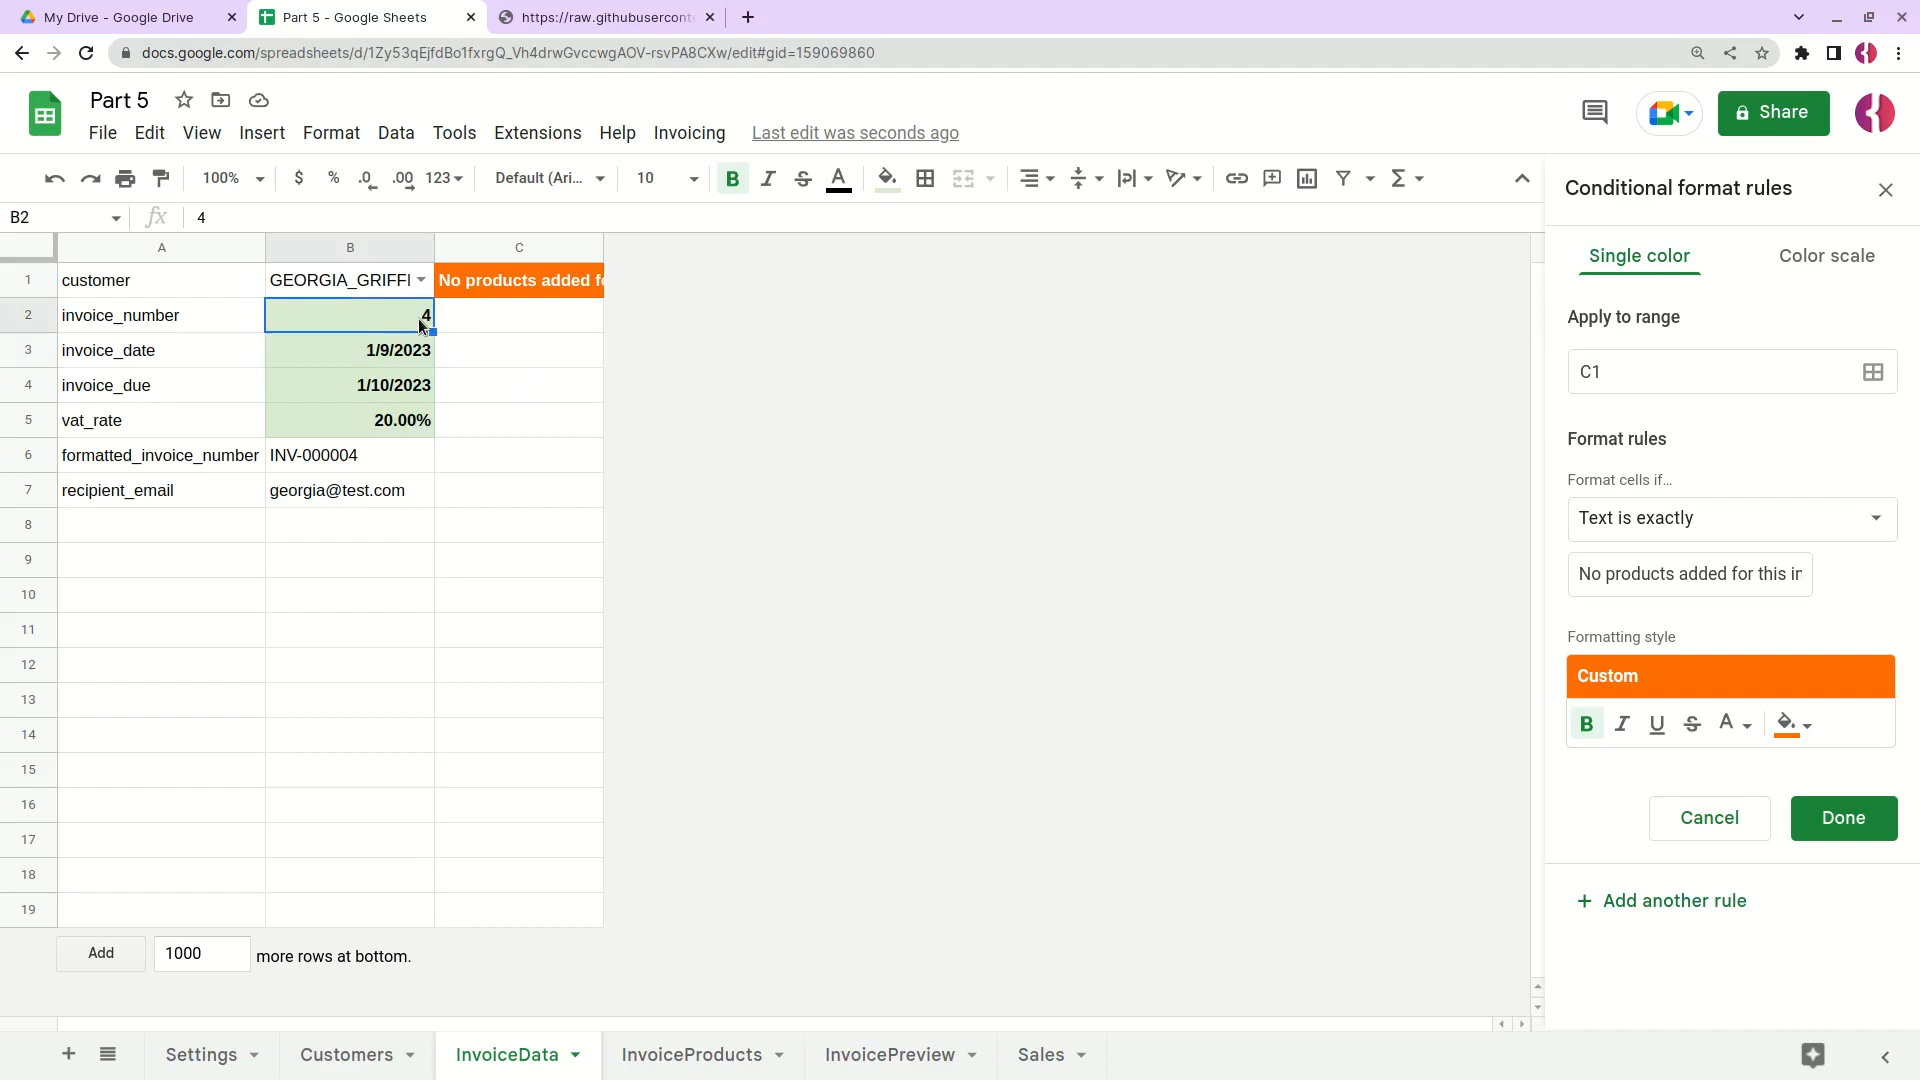 My Drive - Google Drive
Part 5 - Google Sheets
https://raw.githubuserconte
docs.google.com/spreadsheets/d/1Zy53qEjfdBo1fxrgQ_Vh4drwGvccwgAOV-rsvPA8CXw/edit#gid=159069860
Part 5
File Edit View Insert Format Data Tools Extensions Help Invoicing Last edit was seconds ago
Share
100% $ % .0 .00 123 Default (Ari... 10 B I S A
B2 fx 4
A B C
1 customer GEORGIA_GRIFFI No products added fo
2 invoice_number 4
3 invoice_date 1/9/2023
4 invoice_due 1/10/2023
5 vat_rate 20.00%
6 formatted_invoice_number INV-000004
7 recipient_email georgia@test.com
8
9
10
11
12
13
14
15
16
17
18
19
Add 1000 more rows at bottom.
Settings Customers InvoiceData InvoiceProducts InvoicePreview Sales
Conditional format rules
Single color Color scale
Apply to range
C1
Format rules
Format cells if…
Text is exactly
No products added for this in
Formatting style
Custom
B I U S A
Cancel Done
+ Add another rule